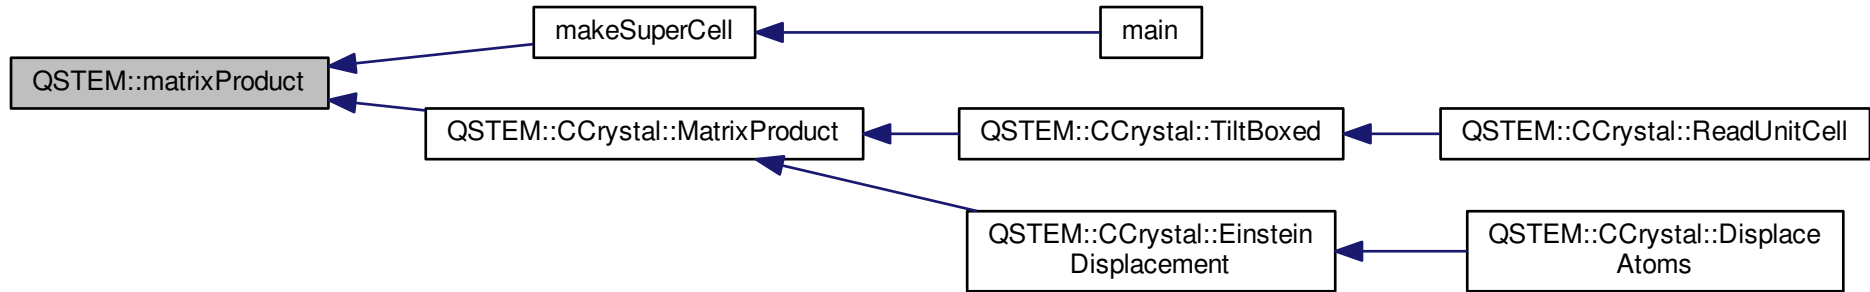 makeSuperCell
main
QSTEM::matrixProduct
QSTEM::CCrystal::MatrixProduct
QSTEM::CCrystal::TiltBoxed
QSTEM::CCrystal::ReadUnitCell
QSTEM::CCrystal::Einstein
Displacement
QSTEM::CCrystal::Displace
Atoms